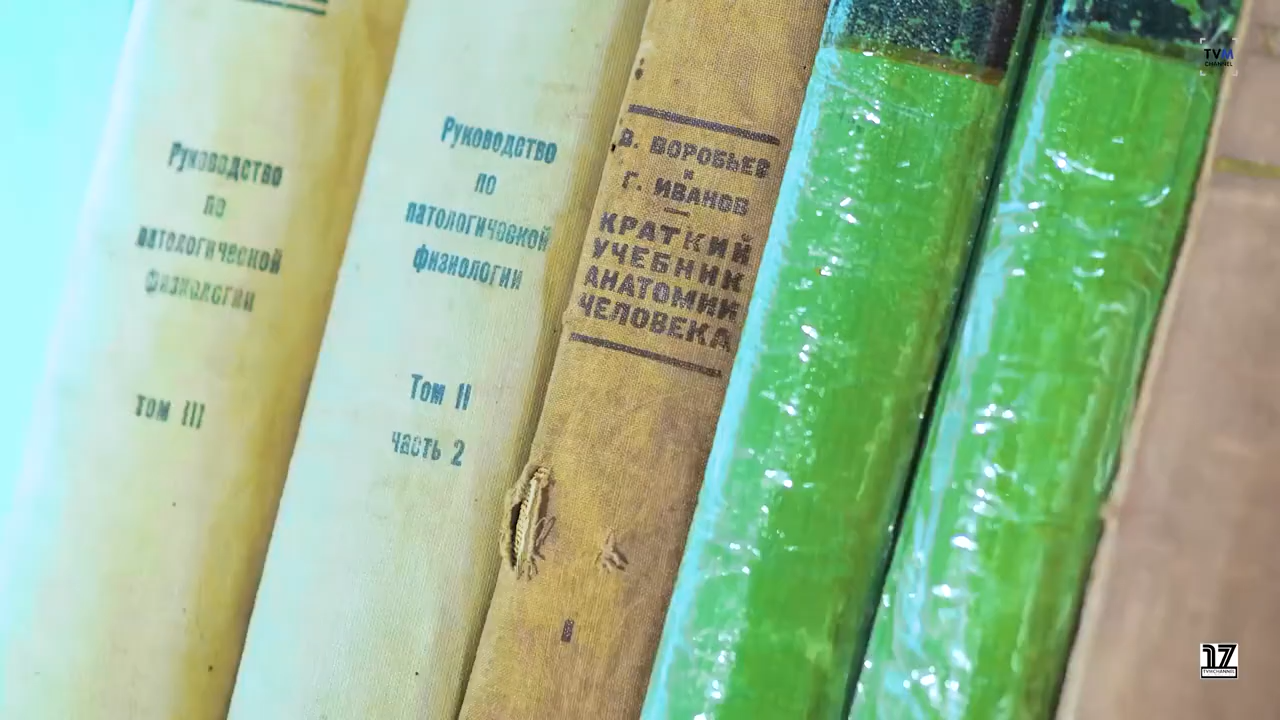 Руководство
по
патологической
физиологии
Том III
Руководство
по
патологической
физиологии
Том II
часть 2
В. ВОРОБЬЕВ
и
Г. ИВАНОВ
КРАТКИЙ
УЧЕБНИК
АНАТОМИИ
ЧЕЛОВЕКА
I
TVM
CHANNEL
17
TVMCHANNEL